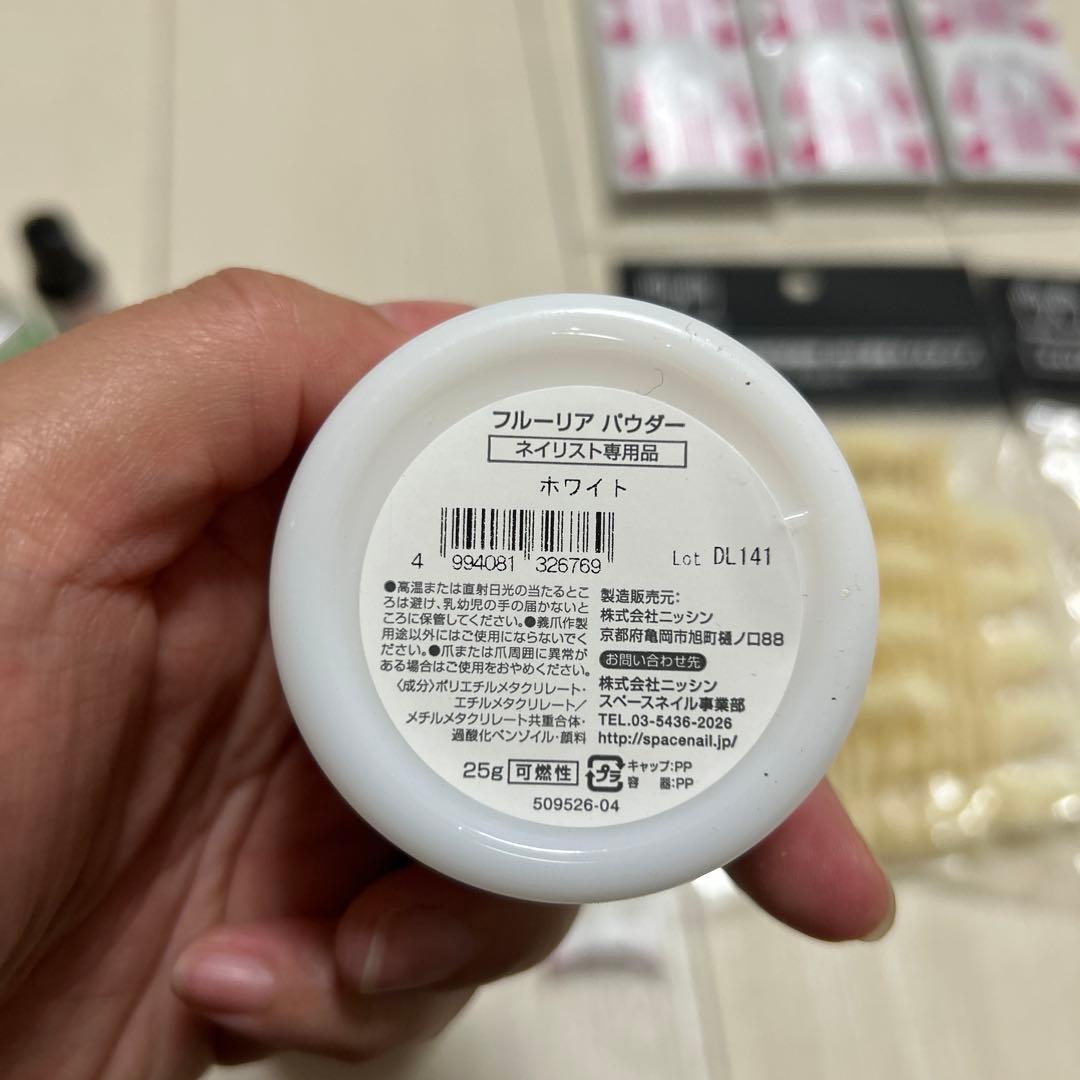 フルーリア パウダー
ネイリスト専用品
ホワイト
4 994081 326769
Lot DL141
●高温または直射日光の当たるとこ
ろは避け、乳幼児の手の届かないと
ころに保管してください。●義爪作製
用途以外にはご使用にならないでく
ださい。●爪または爪周囲に異常が
ある場合はご使用をおやめください。
〈成分〉ポリエチルメタクリレート・
エチルメタクリレート/
メチルメタクリレート共重合体・
過酸化ベンゾイル・顔料
製造販売元:
株式会社ニッシン
京都府亀岡市旭町樋ノ口88
お問い合わせ先
株式会社ニッシン
スペースネイル事業部
TEL.03-5436-2026
http://spacenail.jp/
25g 可燃性 プラ キャップ:PP
容 器:PP
509526-04